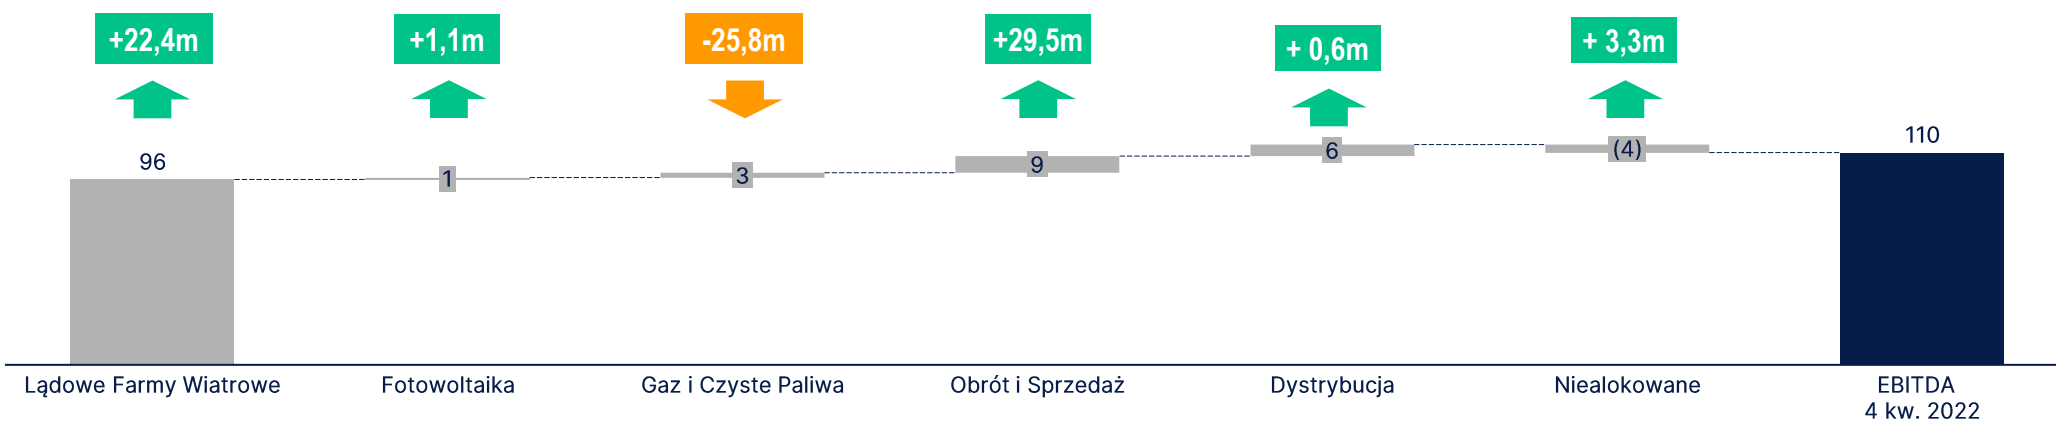 +22,4m
+1,1m
-25,8m
+29,5m
+ 0,6m
+ 3,3m
96
1
3
9
6
(4)
110
Lądowe Farmy Wiatrowe
Fotowoltaika
Gaz i Czyste Paliwa
Obrót i Sprzedaż
Dystrybucja
Niealokowane
EBITDA
4 kw. 2022